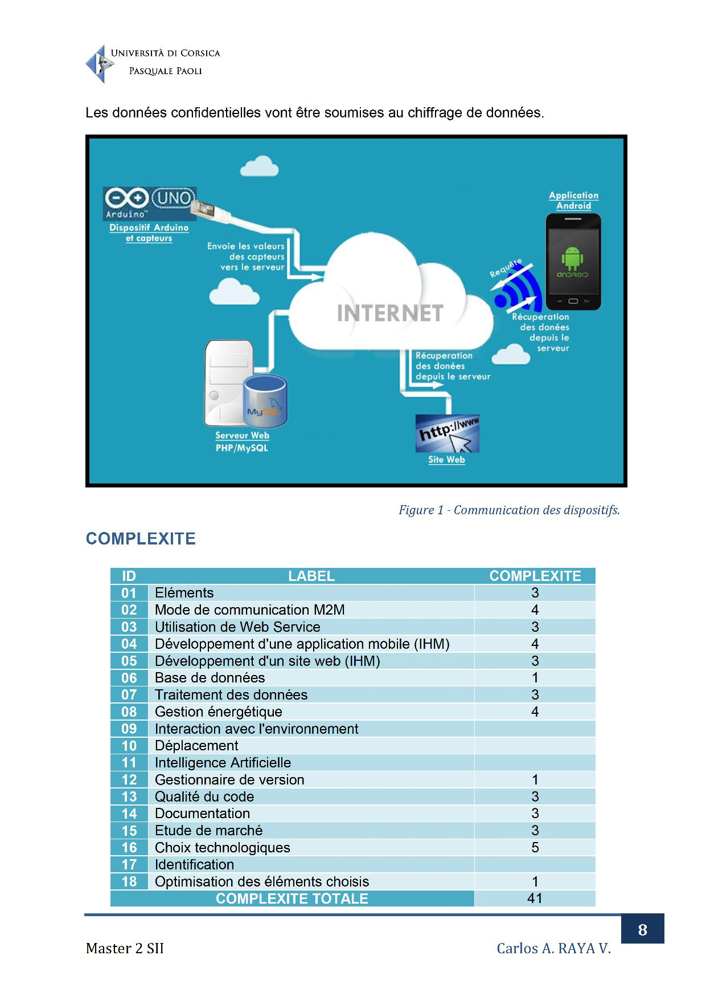 UNIVERSITÀ DI CORSICA
PASQUALE PAOLI
Les données confidentielles vont être soumises au chiffrage de données.
UNO
Arduino™
Dispositif Arduino
et capteurs
Envoie les valeurs
des capteurs
vers le serveur
Application
Android
ANDROID
Requête
INTERNET
Récuperation
des donées
depuis le
serveur
Récuperation
des donées
depuis le serveur
MySQL
Serveur Web
PHP/MySQL
http://www
Site Web
Figure 1 - Communication des dispositifs.
COMPLEXITE
ID LABEL COMPLEXITE
01 Eléments 3
02 Mode de communication M2M 4
03 Utilisation de Web Service 3
04 Développement d'une application mobile (IHM) 4
05 Développement d'un site web (IHM) 3
06 Base de données 1
07 Traitement des données 3
08 Gestion énergétique 4
09 Interaction avec l'environnement
10 Déplacement
11 Intelligence Artificielle
12 Gestionnaire de version 1
13 Qualité du code 3
14 Documentation 3
15 Etude de marché 3
16 Choix technologiques 5
17 Identification
18 Optimisation des éléments choisis 1
COMPLEXITE TOTALE 41
8
Master 2 SII Carlos A. RAYA V.